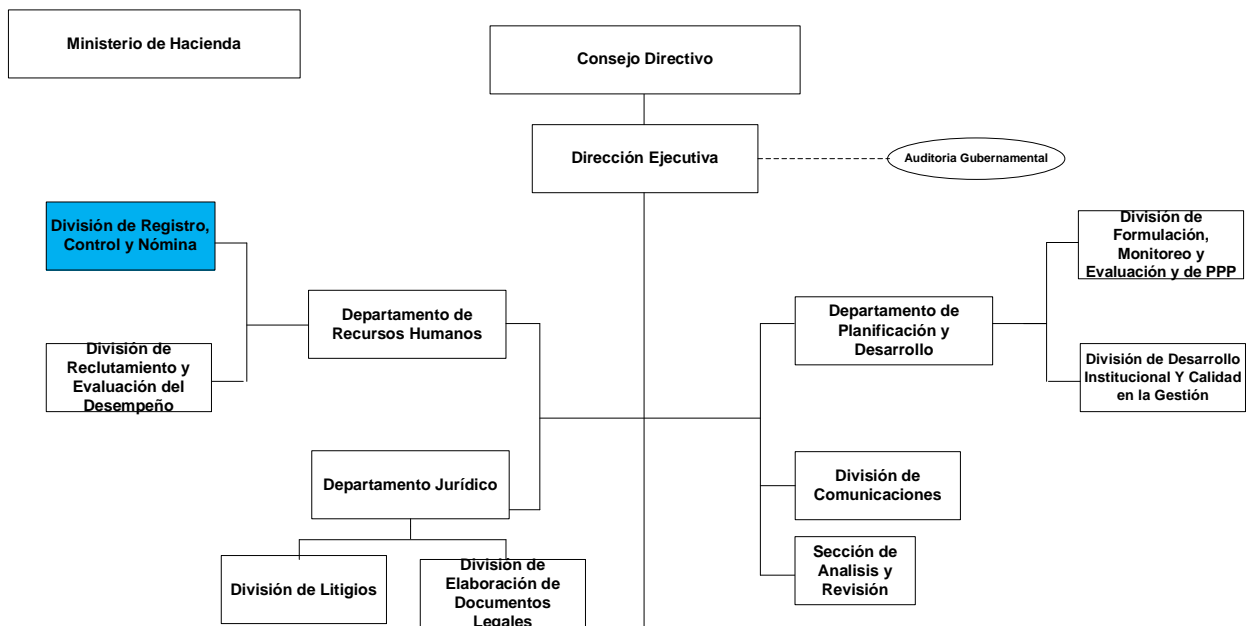 Ministerio de Hacienda
Consejo Directivo
Dirección Ejecutiva
Auditoria Gubernamental
División de Registro,
Control y Nómina
División de
Formulación,
Monitoreo y
Evaluación y de PPP
Departamento de
Recursos Humanos
Departamento de
Planificación y
Desarrollo
División de
Reclutamiento y
Evaluación del
Desempeño
División de Desarrollo
Institucional Y Calidad
en la Gestión
Departamento Jurídico
División de
Comunicaciones
División de Litigios
División de
Elaboración de
Documentos
Legales
Sección de
Analisis y
Revisión